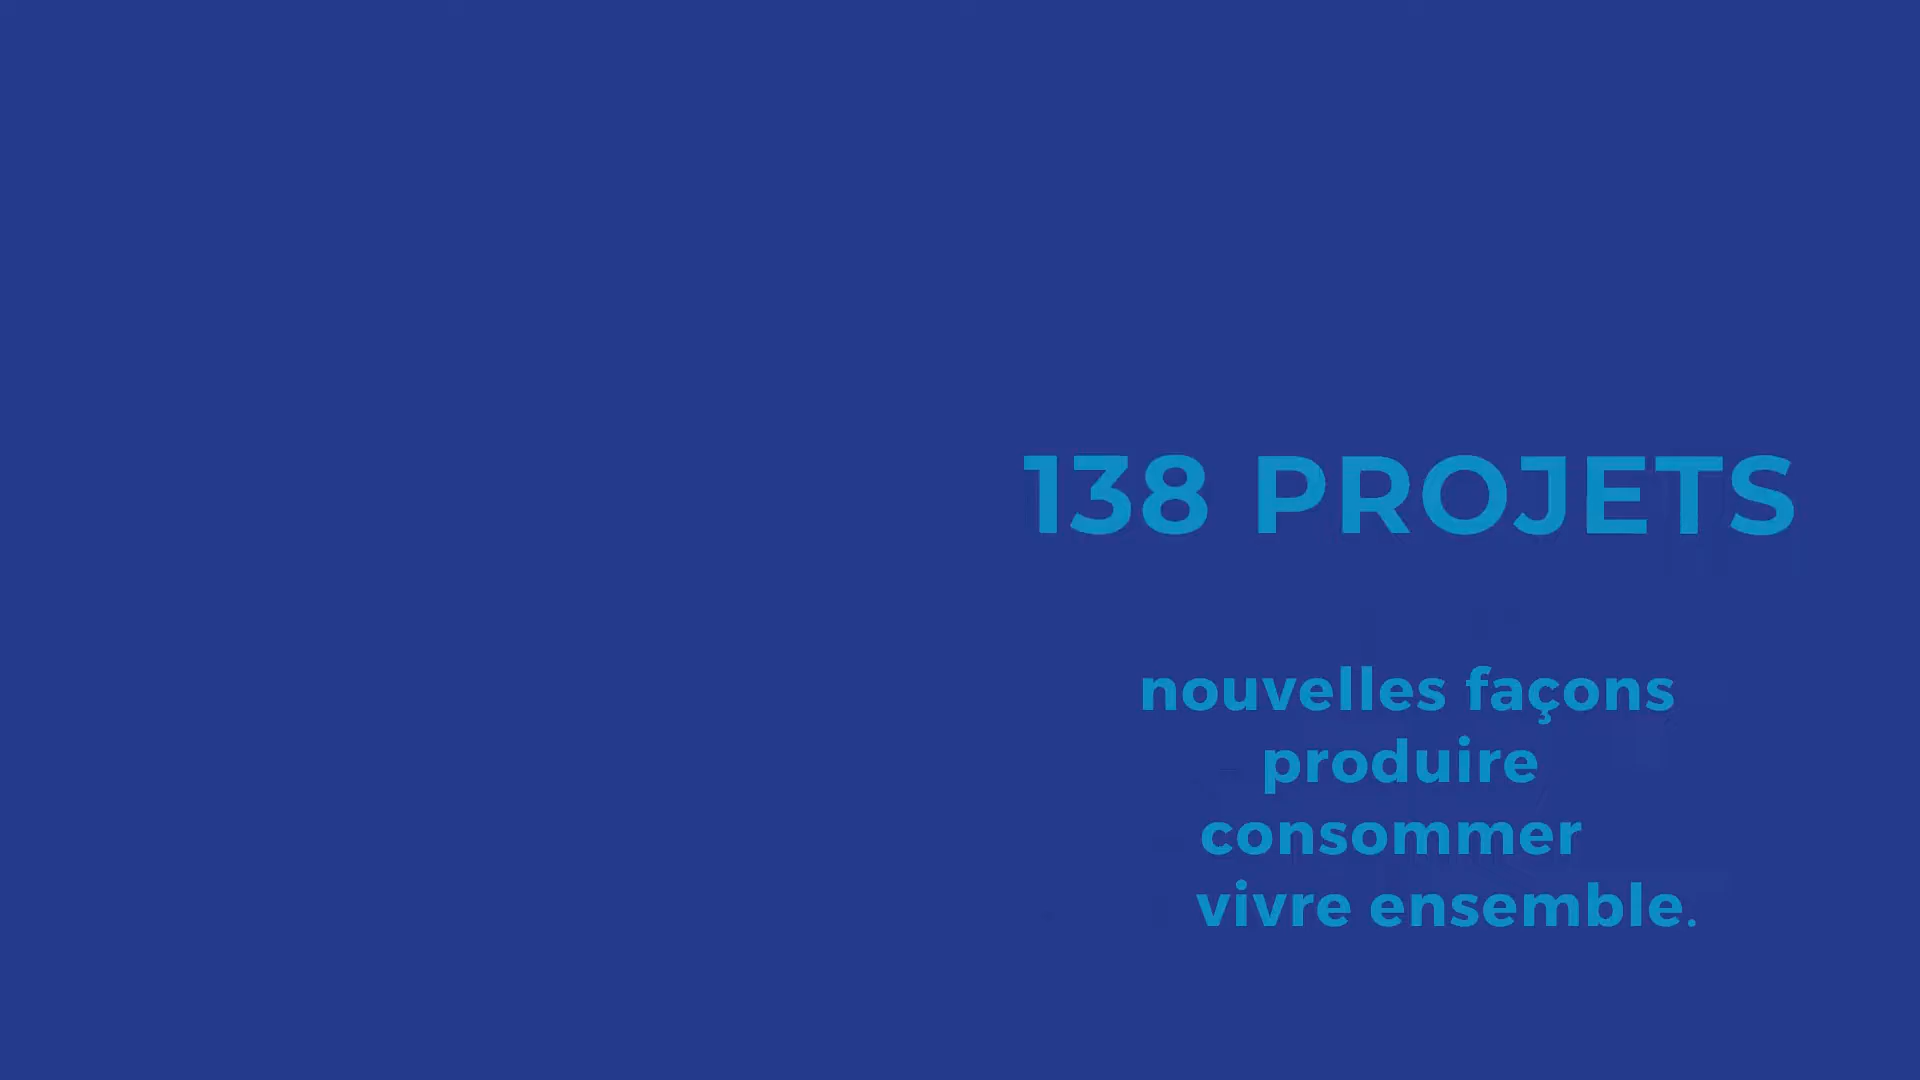 138 PROJETS
nouvelles façons
produire
consommer
vivre ensemble.